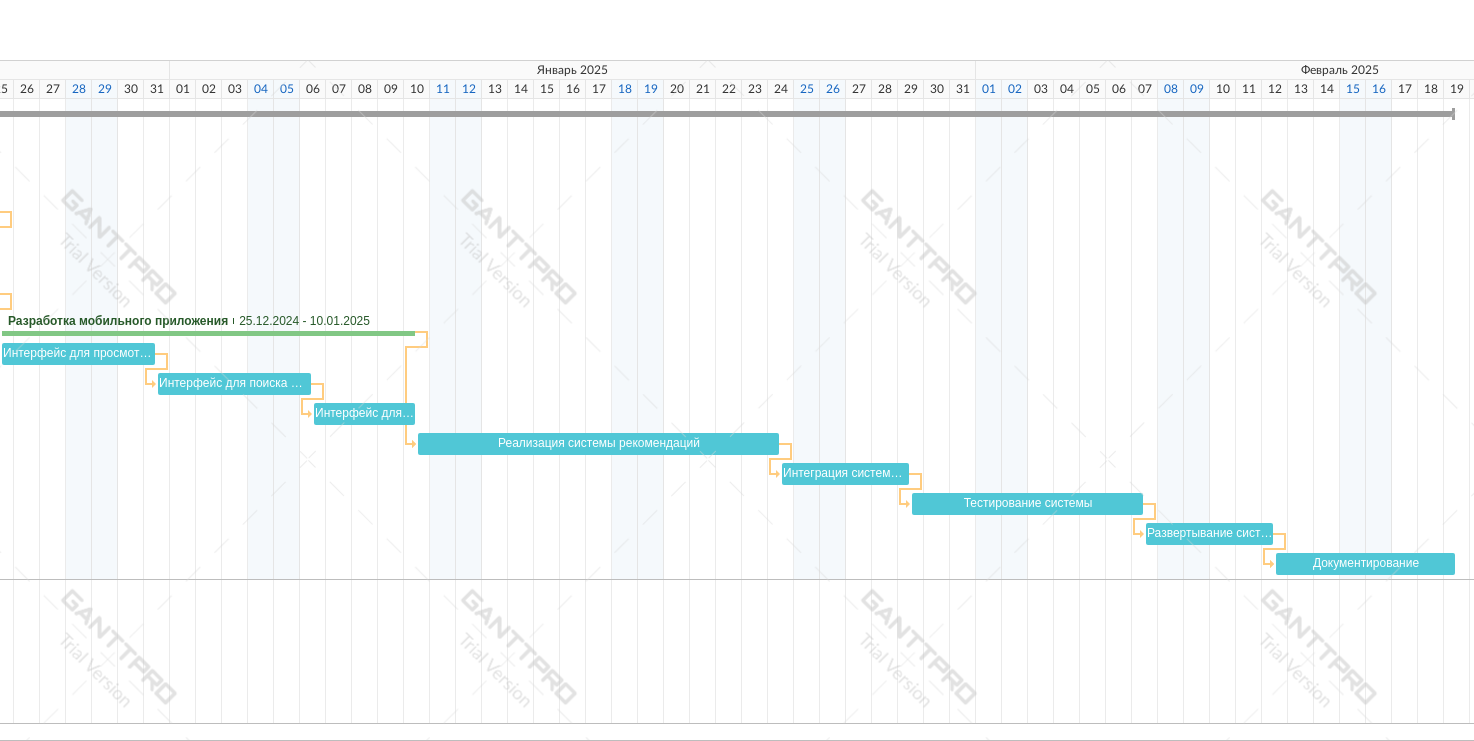 Январь 2025
Февраль 2025
26 27 28 29 30 31 01 02 03 04 05 06 07 08 09 10 11 12 13 14 15 16 17 18 19 20 21 22 23 24 25 26 27 28 29 30 31 01 02 03 04 05 06 07 08 09 10 11 12 13 14 15 16 17 18 19
GANTTPRO GANTTPRO GANTTPRO GANTTPRO
Trial Version Trial Version Trial Version Trial Version
Разработка мобильного приложения 25.12.2024 - 10.01.2025
Интерфейс для просмот…
Интерфейс для поиска …
Интерфейс для…
Реализация системы рекомендаций
Интеграция систем…
Тестирование системы
Развертывание сист…
Документирование
GANTTPRO GANTTPRO GANTTPRO GANTTPRO
Trial Version Trial Version Trial Version Trial Version